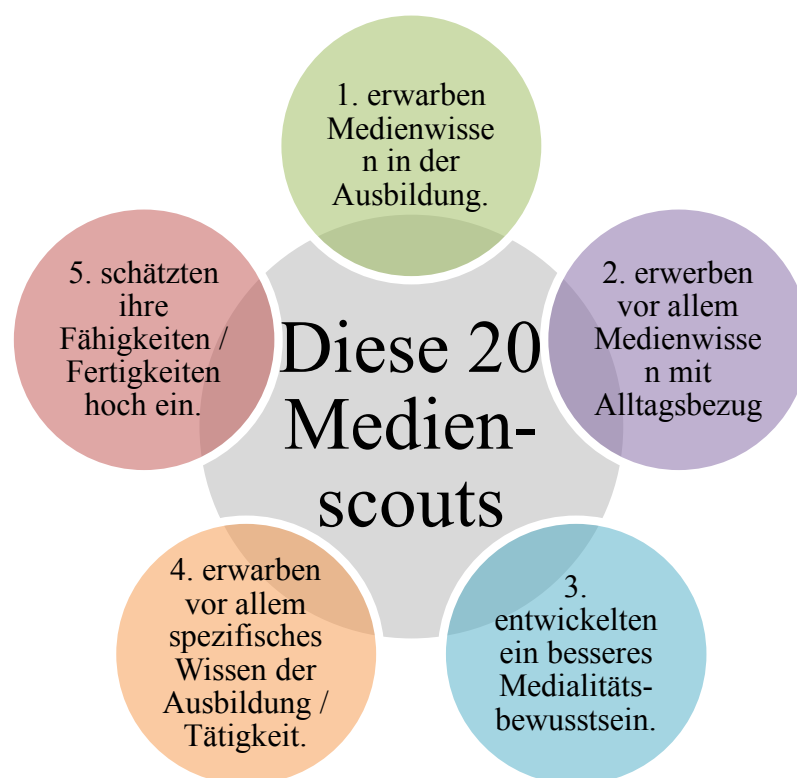 1. erwarben
Medienwisse
n in der
Ausbildung.
2. erwerben
vor allem
Medienwisse
n mit
Alltagsbezug
3.
entwickelten
ein besseres
Medialitäts-
bewusstsein.
4. erwarben
vor allem
spezifisches
Wissen der
Ausbildung /
Tätigkeit.
5. schätzten
ihre
Fähigkeiten /
Fertigkeiten
hoch ein.
Diese 20
Medien-
scouts